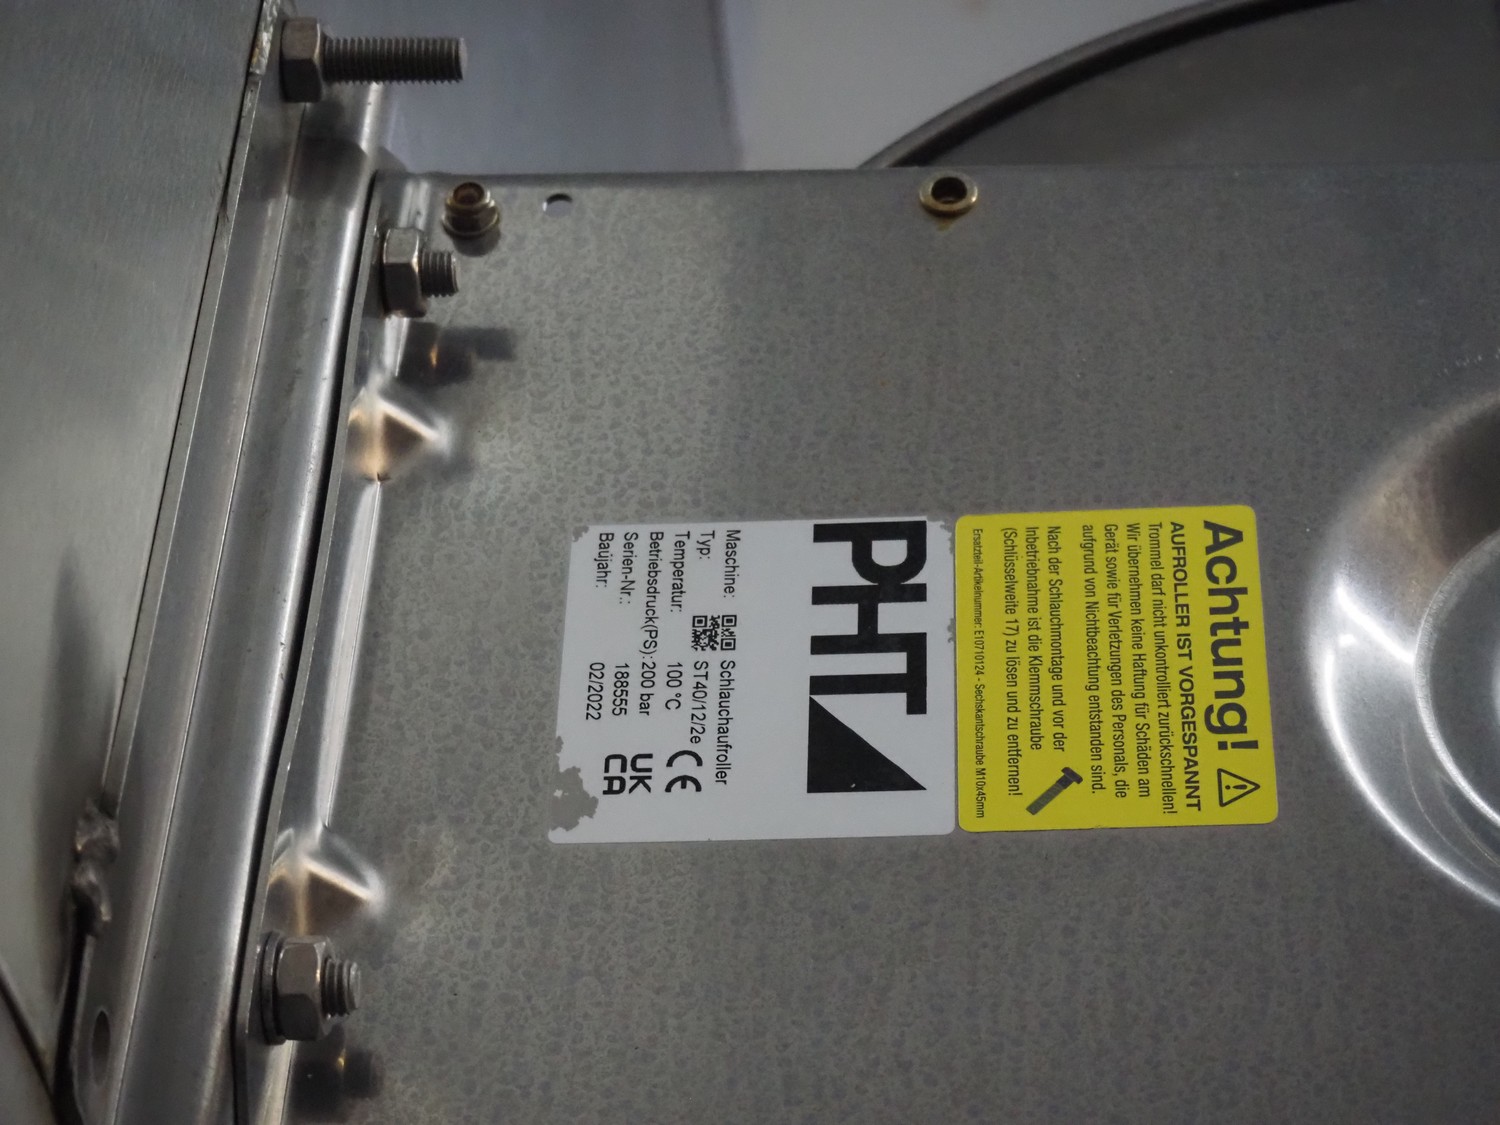 Achtung!
AUFROLLER IST VORGESPANNT
Trommel darf nicht unkontrolliert zurückschnellen!
Wir übernehmen keine Haftung für Schäden am
Gerät sowie für Verletzungen des Personals, die
aufgrund von Nichtbeachtung entstanden sind.
Nach der Schlauchmontage und vor der
Inbetriebnahme ist die Klemmschraube
(Schlüsselweite 17) zu lösen und zu entfernen!
Ersatzteil-Artikelnummer: E10710124 - Sechskantschraube M10x45mm
PHT
Maschine: Schlauchaufroller
Typ: ST40/12/2e
Temperatur: 100 °C
Betriebsdruck(PS): 200 bar
Serien-Nr.: 188555
Baujahr: 02/2022
CE
UK
CA